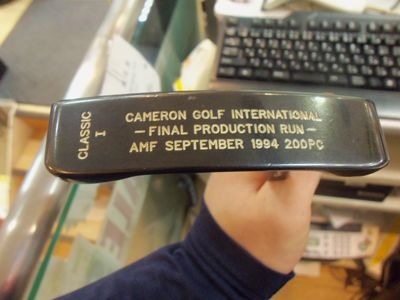 CLASSIC I
CAMERON GOLF INTERNATIONAL
—FINAL PRODUCTION RUN—
AMF SEPTEMBER 1994 200PC